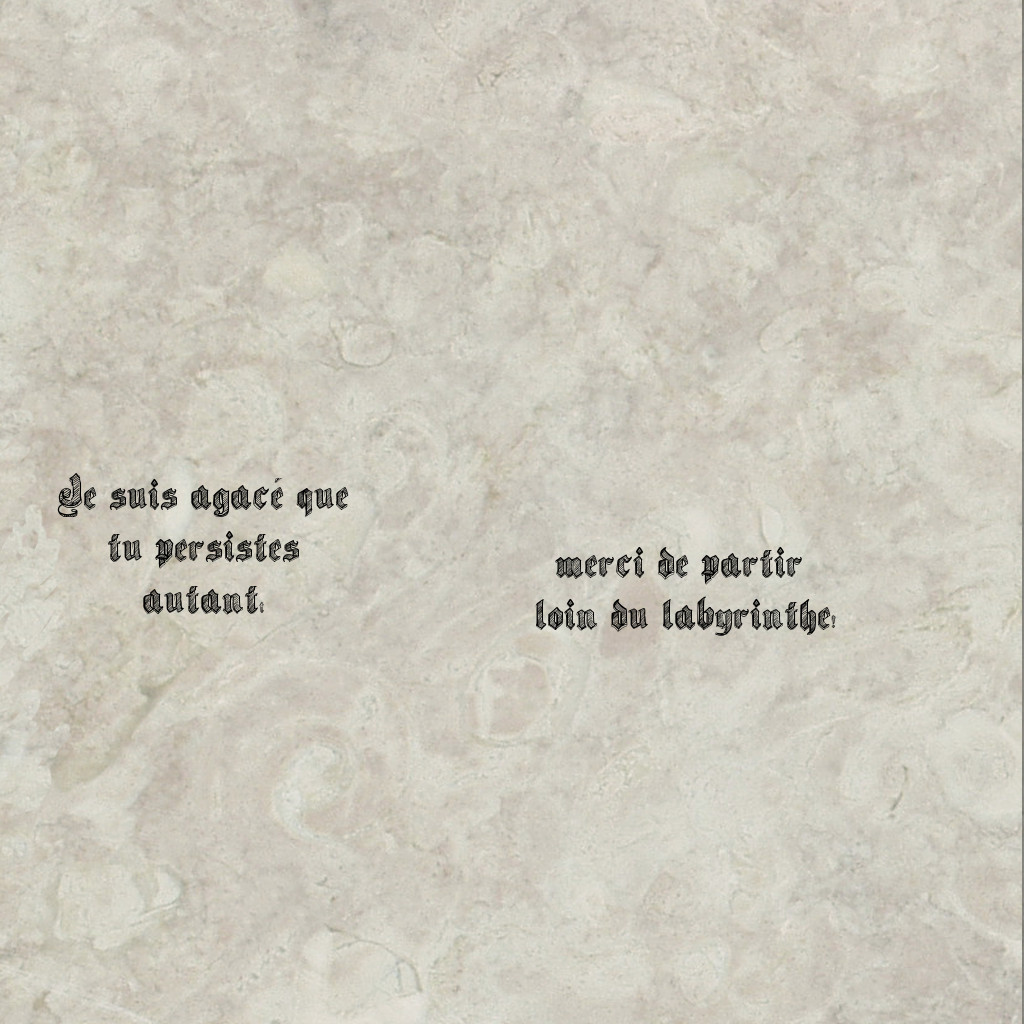 Je suis agacé que
tu persistes
autant;
merci de partir
loin du labyrinthe!